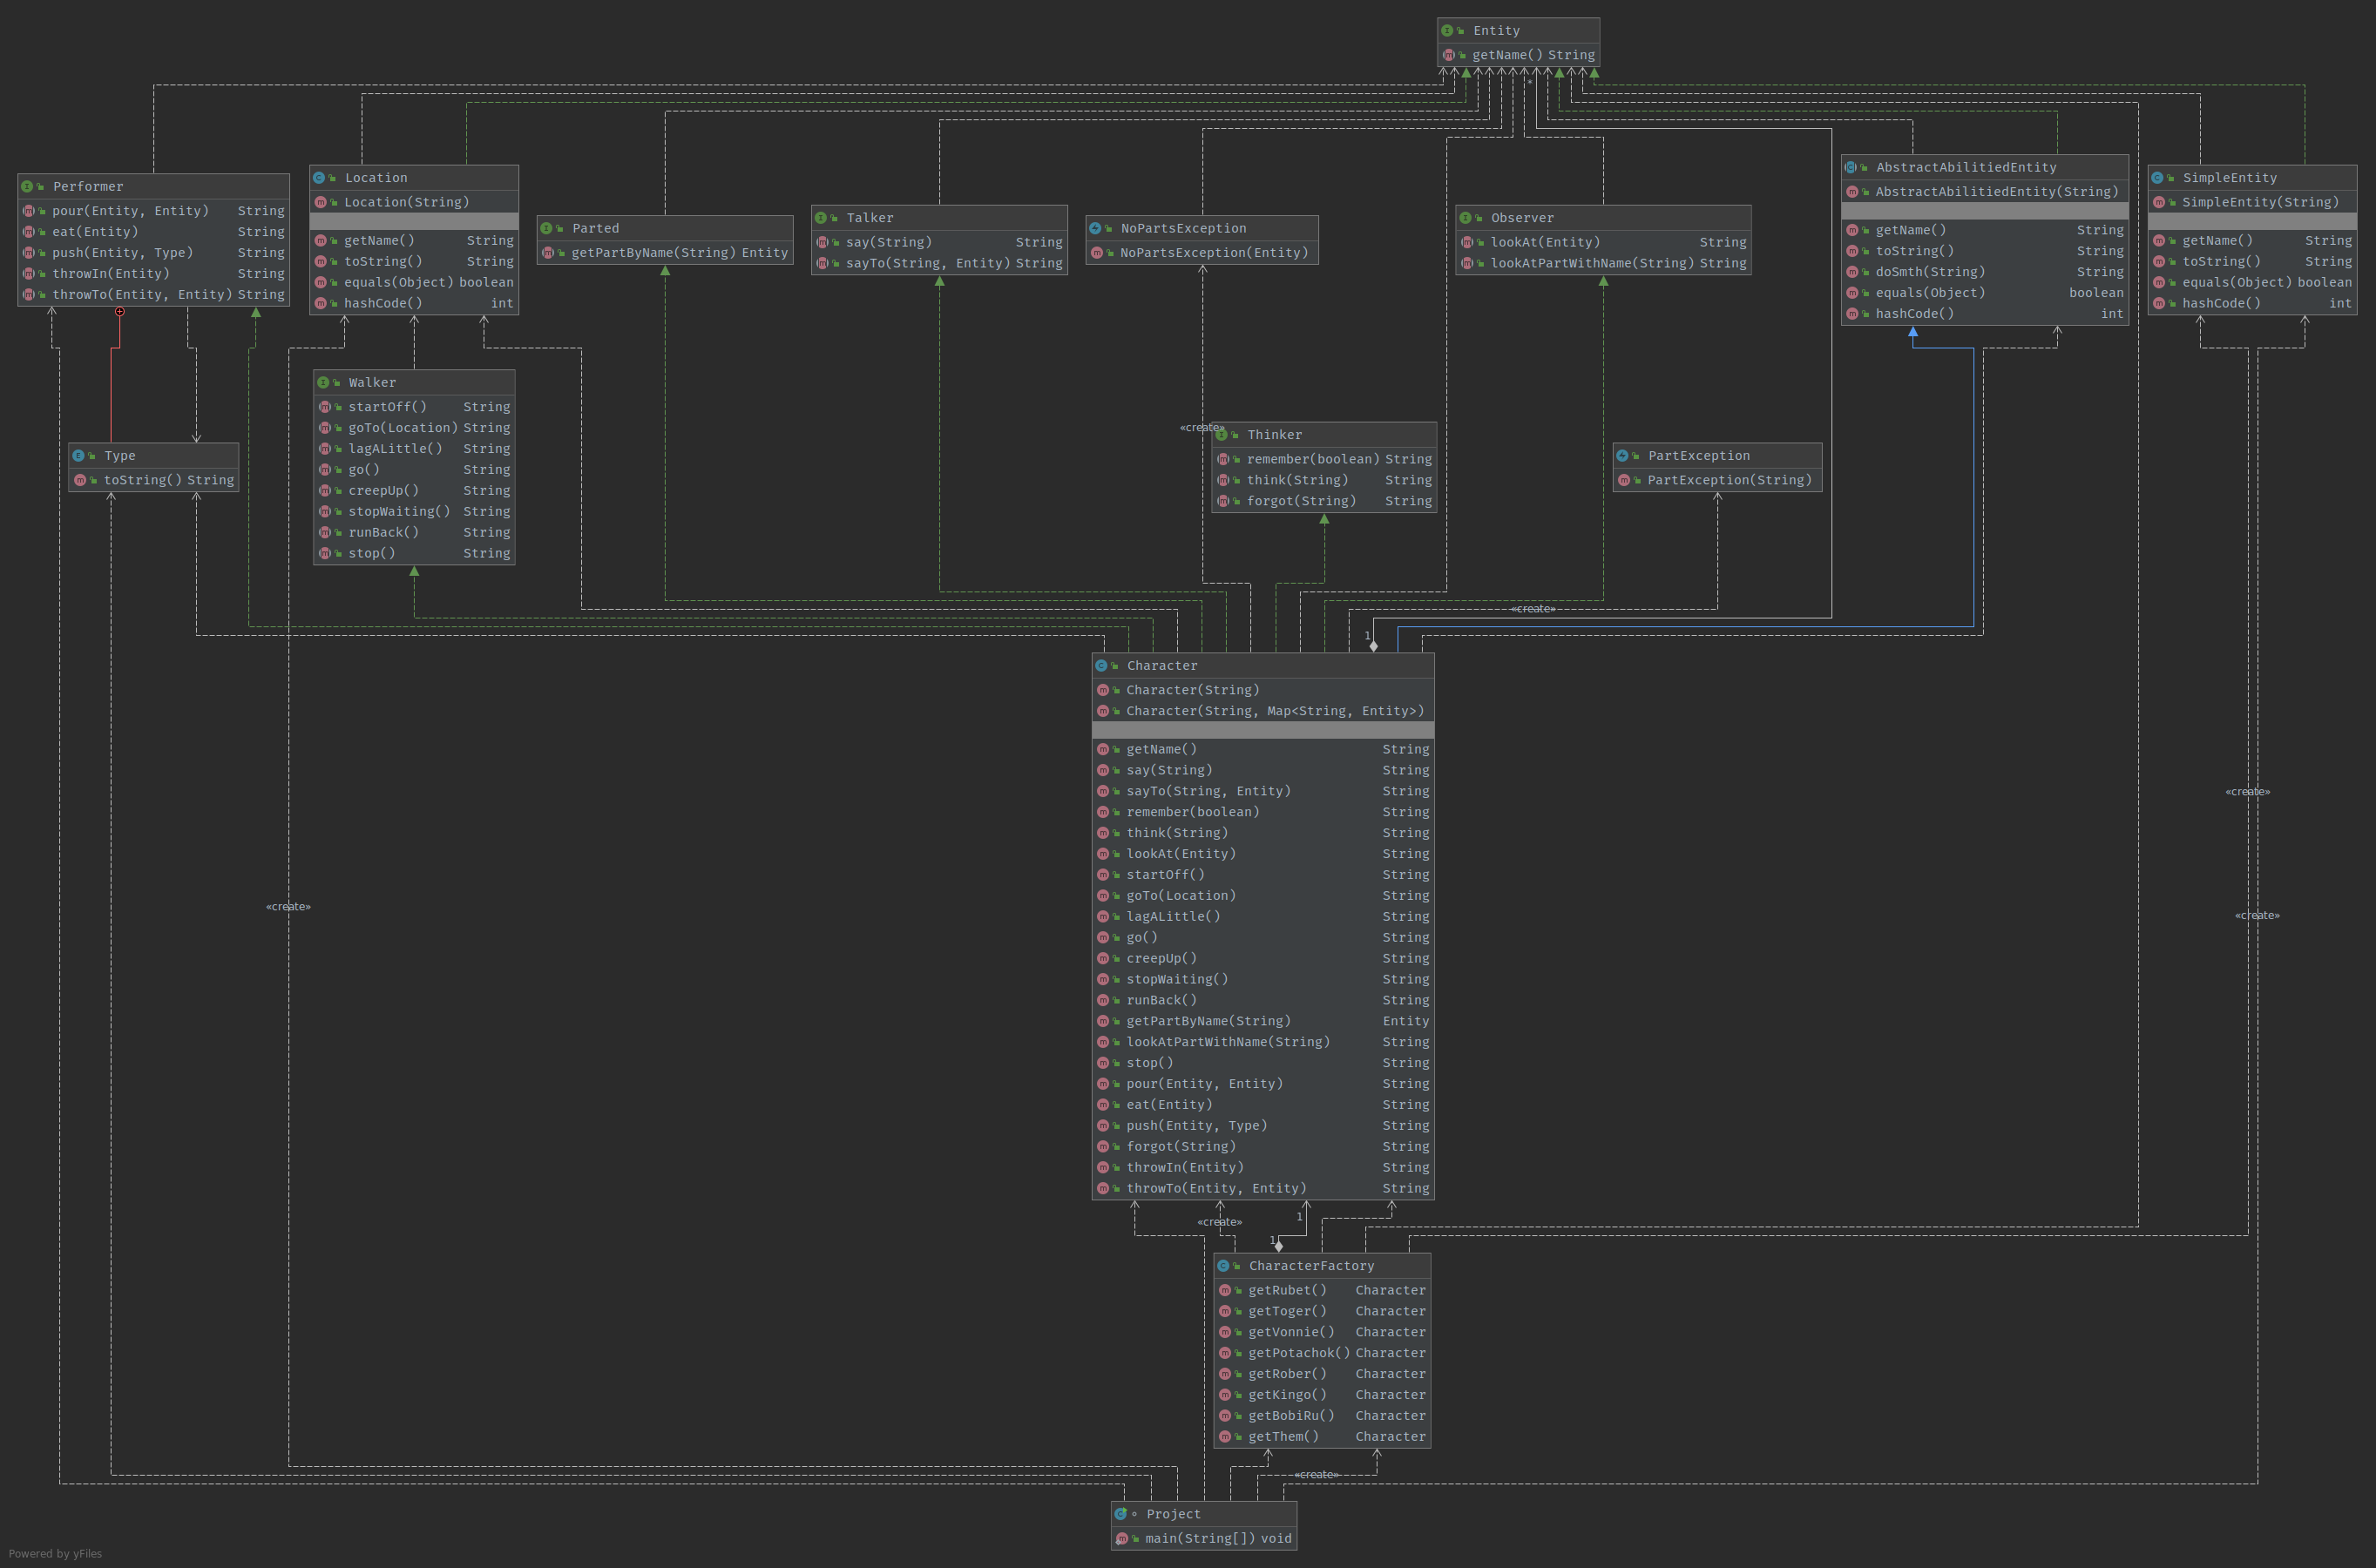 Entity
getName() String
Performer
pour(Entity, Entity) String
eat(Entity) String
push(Entity, Type) String
throwIn(Entity) String
throwTo(Entity, Entity) String
Location
Location(String)
getName() String
toString() String
equals(Object) boolean
hashCode() int
Parted
getPartByName(String) Entity
Talker
say(String) String
sayTo(String, Entity) String
NoPartsException
NoPartsException(Entity)
Observer
lookAt(Entity) String
lookAtPartWithName(String) String
AbstractAbilitiedEntity
AbstractAbilitiedEntity(String)
getName() String
toString() String
doSmth(String) String
equals(Object) boolean
hashCode() int
SimpleEntity
SimpleEntity(String)
getName() String
toString() String
equals(Object) boolean
hashCode() int
Type
toString() String
Walker
startOff() String
goTo(Location) String
lagALittle() String
go() String
creepUp() String
stopWaiting() String
runBack() String
stop() String
«create»
Thinker
remember(boolean) String
think(String) String
forgot(String) String
PartException
PartException(String)
«create»
1
*
Character
Character(String)
Character(String, Map<String, Entity>)
getName() String
say(String) String
sayTo(String, Entity) String
remember(boolean) String
think(String) String
lookAt(Entity) String
startOff() String
goTo(Location) String
lagALittle() String
go() String
creepUp() String
stopWaiting() String
runBack() String
getPartByName(String) Entity
lookAtPartWithName(String) String
stop() String
pour(Entity, Entity) String
eat(Entity) String
push(Entity, Type) String
forgot(String) String
throwIn(Entity) String
throwTo(Entity, Entity) String
«create»
«create»
«create»
«create»
1
1
CharacterFactory
getRubet() Character
getToger() Character
getVonnie() Character
getPotachok() Character
getRober() Character
getKingo() Character
getBobiRu() Character
getThem() Character
«create»
Project
main(String[]) void
Powered by yFiles